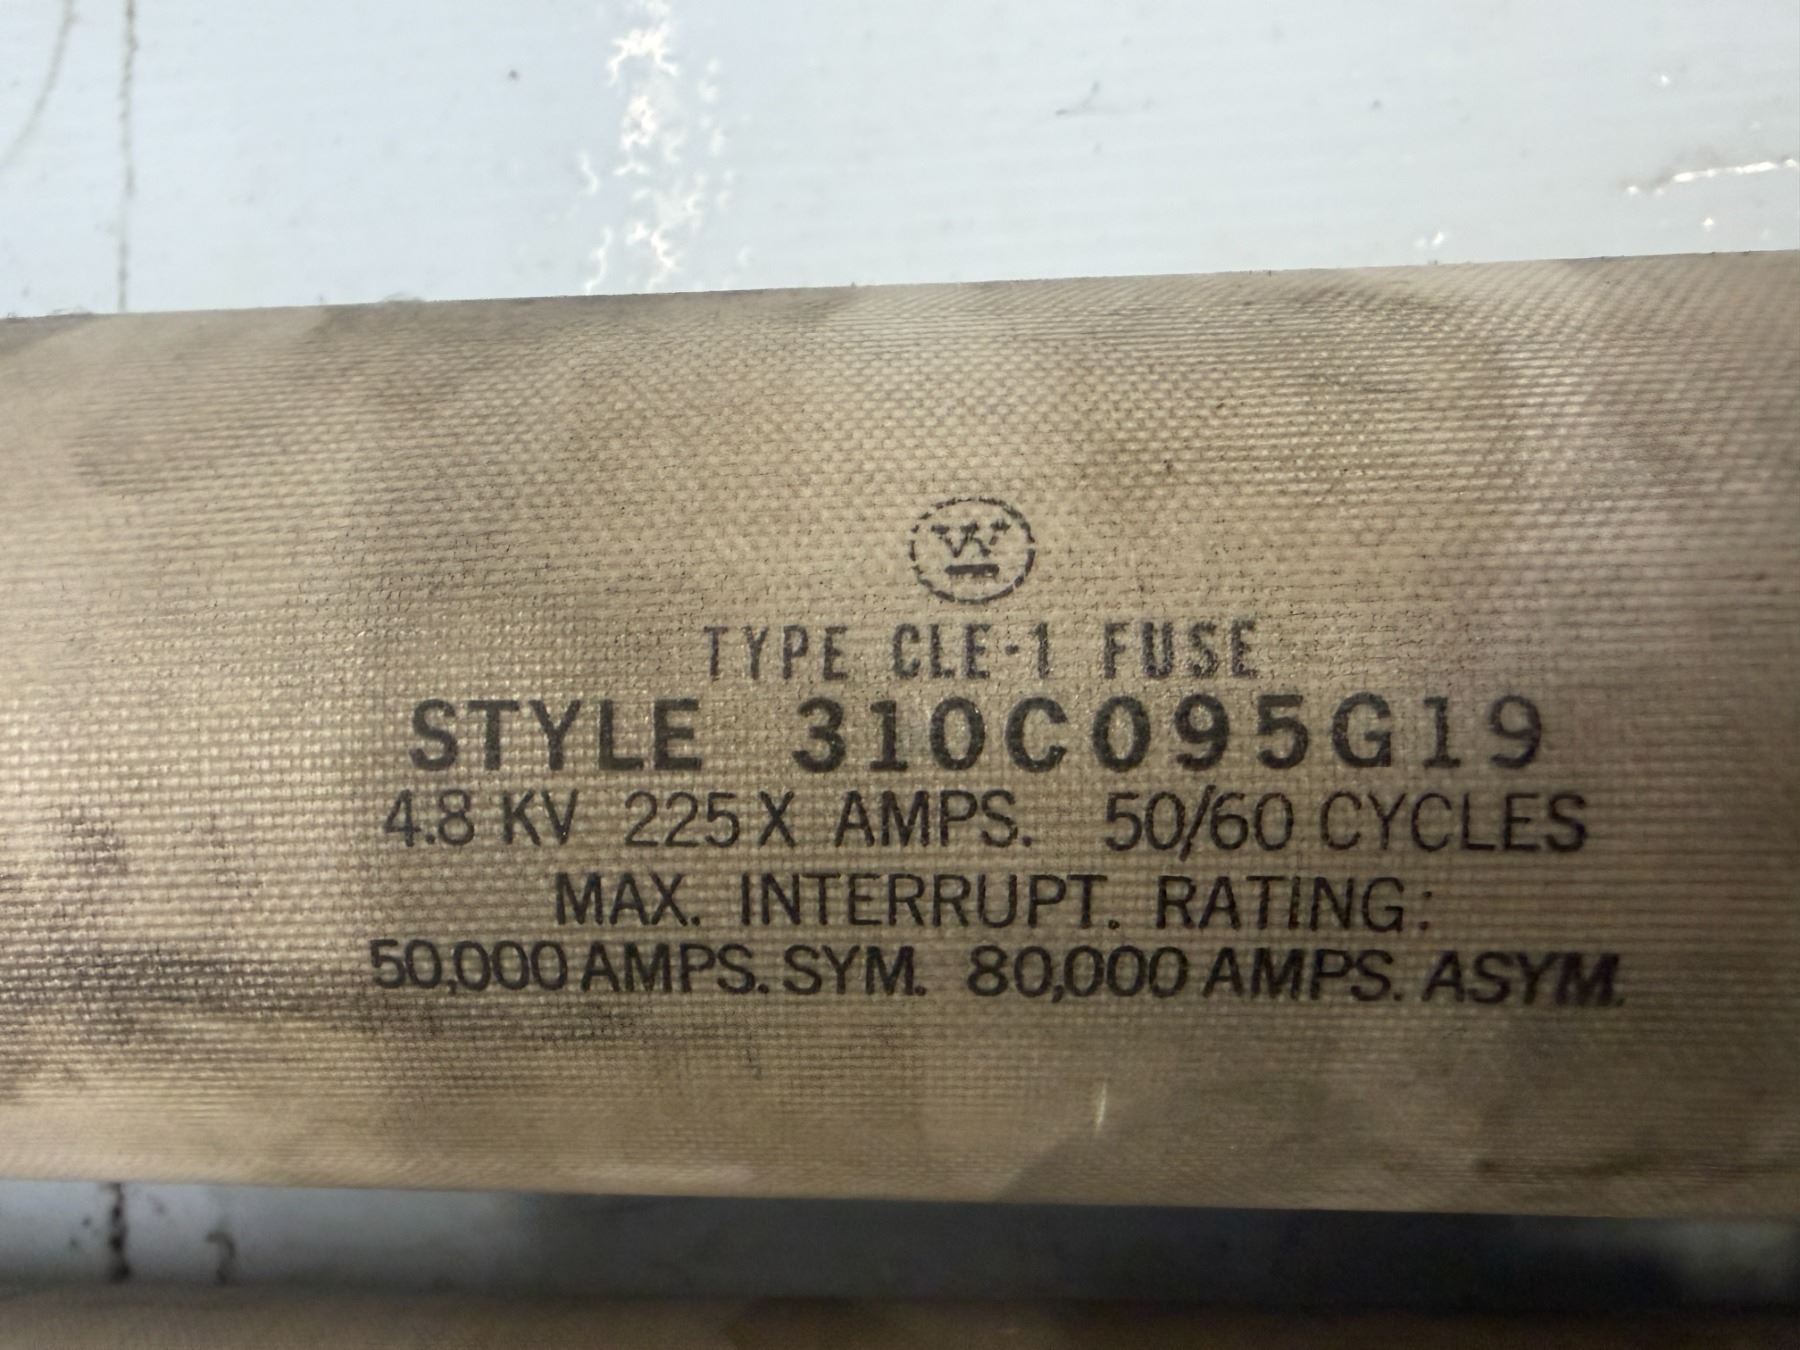 W
TYPE CLE-1 FUSE
STYLE 310C095G19
4.8 KV 225X AMPS. 50/60 CYCLES
MAX. INTERRUPT. RATING:
50,000 AMPS. SYM. 80,000 AMPS. ASYM.